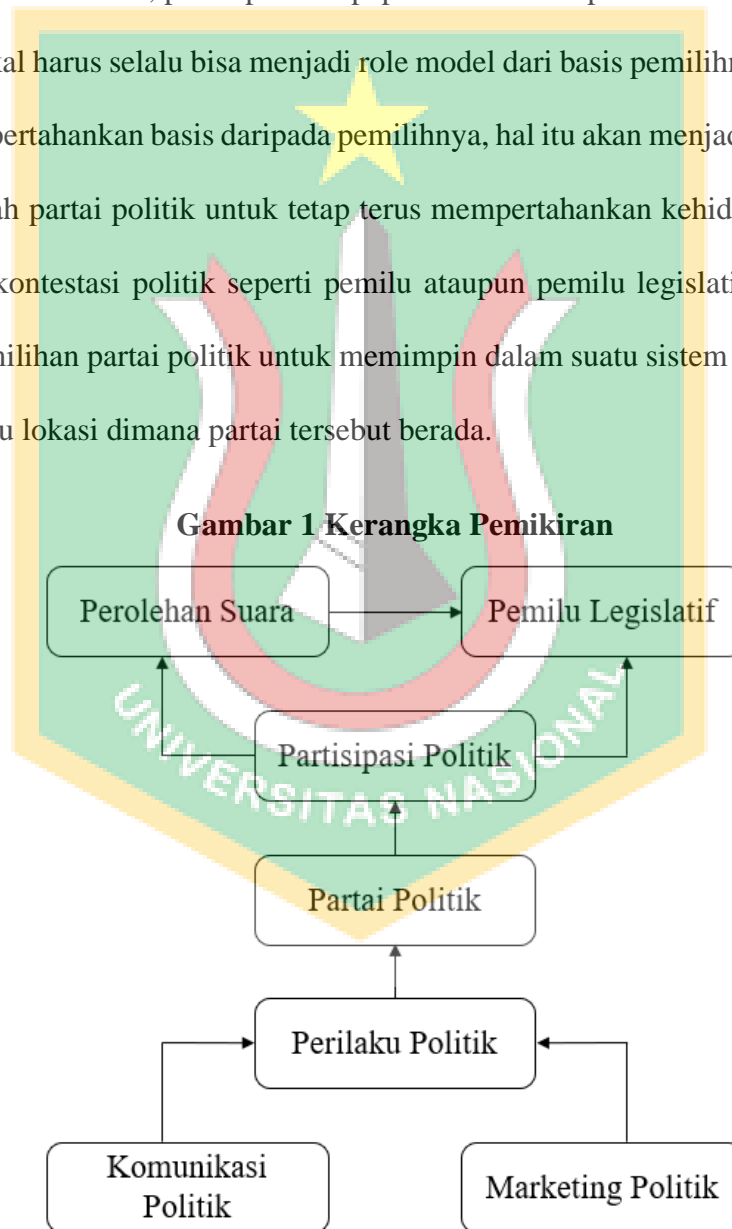 kal harus selalu bisa menjadi role model dari basis pemilihn
pertahankan basis daripada pemilihnya, hal itu akan menjad
ah partai politik untuk tetap terus mempertahankan kehid
kontestasi politik seperti pemilu ataupun pemilu legislati
milihan partai politik untuk memimpin dalam suatu sistem
u lokasi dimana partai tersebut berada.
Gambar 1 Kerangka Pemikiran
Perolehan Suara
Pemilu Legislatif
Partisipasi Politik
UNIVERSITAS NASIONAL
Partai Politik
Perilaku Politik
Komunikasi
Politik
Marketing Politik